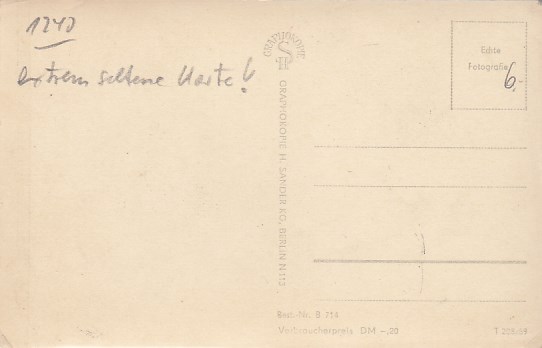 1240
extrem seltene Karte!
GRAPHOKOPIE
SH
GRAPHOKOPIE H. SANDER KG., BERLIN N 113
Echte
Fotografie
6,-
Best.-Nr. B 714
Verbraucherpreis DM -,20